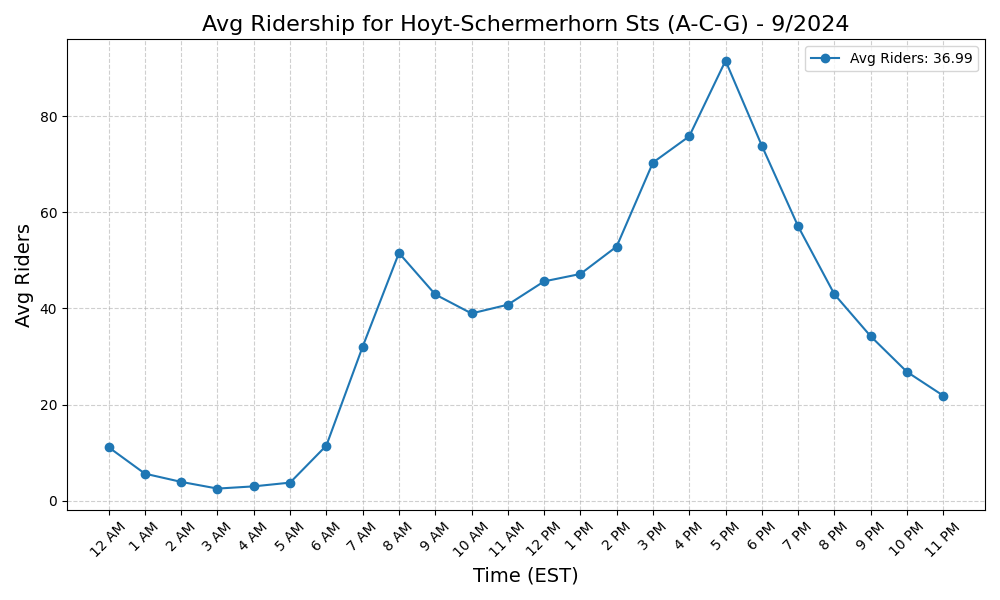 Avg Ridership for Hoyt-Schermerhorn Sts (A-C-G) - 9/2024
Avg Riders: 36.99
Avg Riders
80
60
40
20
0
12 AM
1 AM
2 AM
3 AM
4 AM
5 AM
6 AM
7 AM
8 AM
9 AM
10 AM
11 AM
12 PM
1 PM
2 PM
3 PM
4 PM
5 PM
6 PM
7 PM
8 PM
9 PM
10 PM
11 PM
Time (EST)